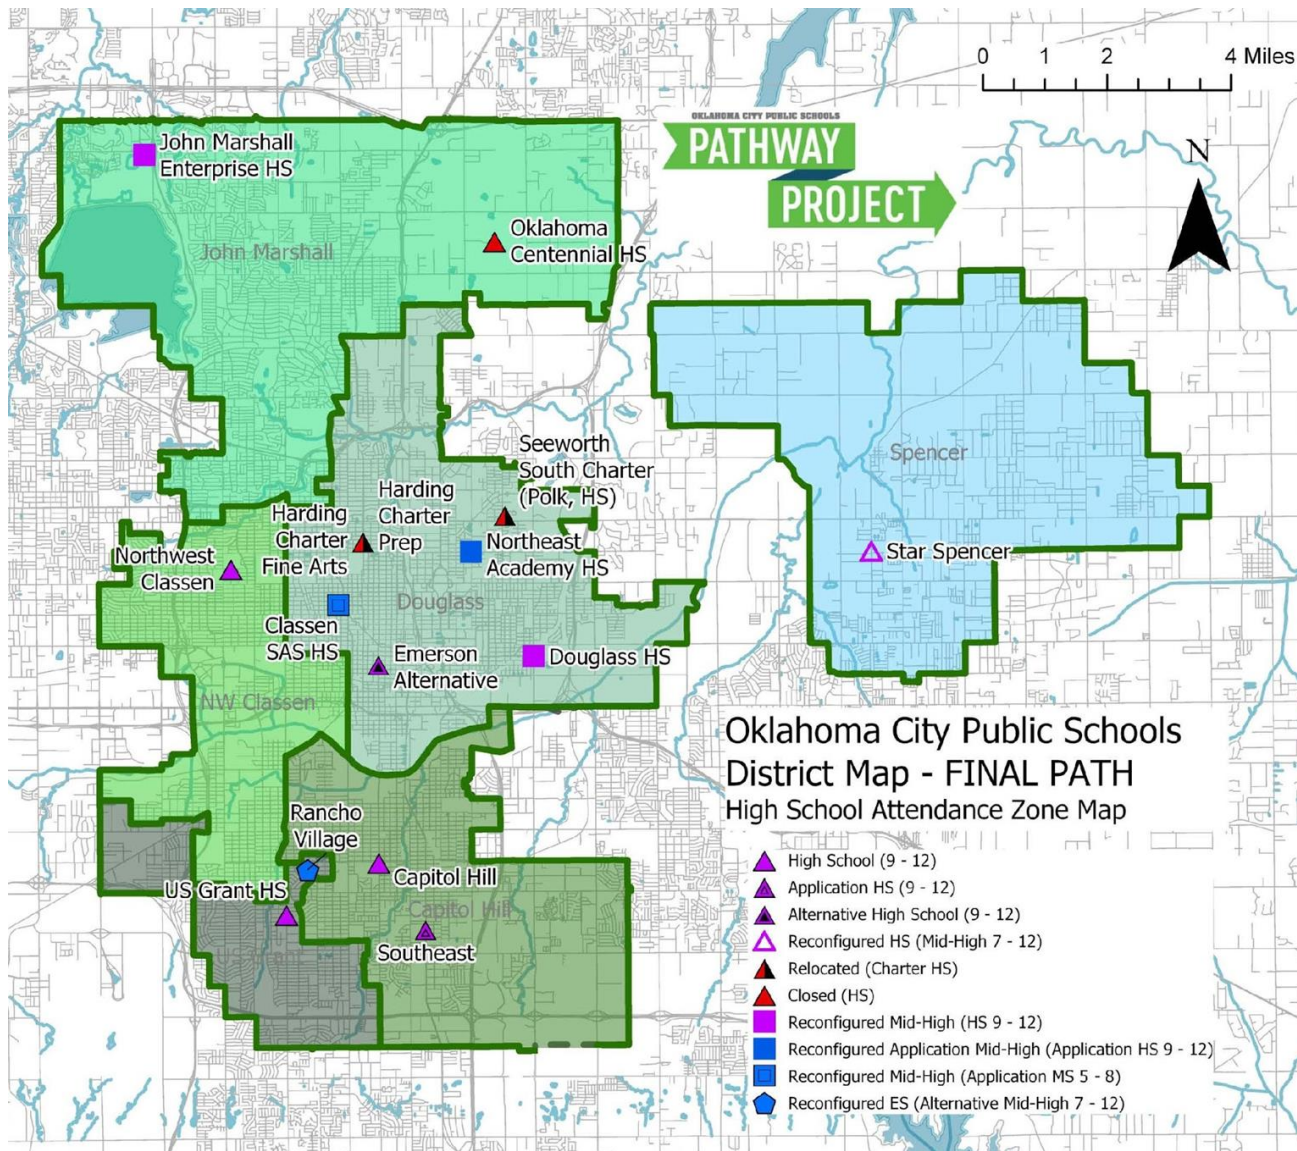 0 1 2 4 Miles
OKLAHOMA CITY PUBLIC SCHOOLS
PATHWAY
PROJECT
N
John Marshall
Enterprise HS
John Marshall
Oklahoma
Centennial HS
Seeworth
South Charter
(Polk, HS)
Spencer
Harding
Charter
Prep
Harding
Charter
Fine Arts
Northeast
Academy HS
Star Spencer
Northwest
Classen
Douglass
Classen
SAS HS
Emerson
Alternative
Douglass HS
NW Classen
Oklahoma City Public Schools
District Map - FINAL PATH
High School Attendance Zone Map
Rancho
Village
US Grant HS
Capitol Hill
Capitol Hill
Southeast
High School (9 - 12)
Application HS (9 - 12)
Alternative High School (9 - 12)
Reconfigured HS (Mid-High 7 - 12)
Relocated (Charter HS)
Closed (HS)
Reconfigured Mid-High (HS 9 - 12)
Reconfigured Application Mid-High (Application HS 9 - 12)
Reconfigured Mid-High (Application MS 5 - 8)
Reconfigured ES (Alternative Mid-High 7 - 12)